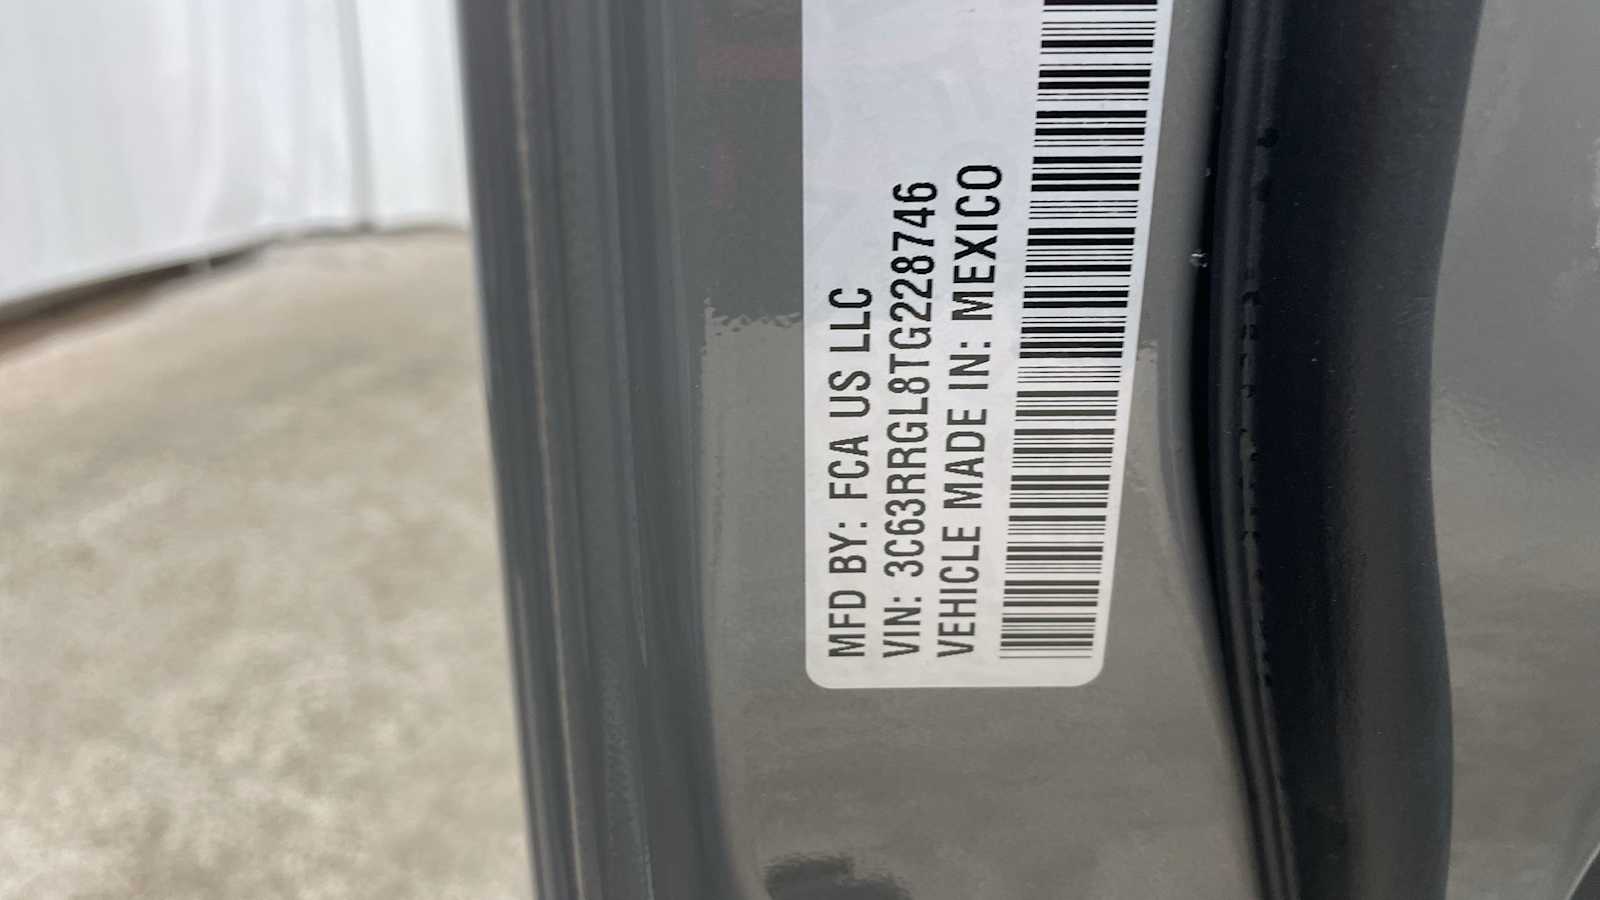 MFD BY: FCA US LLC
VIN: 3C63RRGL8TG228746
VEHICLE MADE IN: MEXICO